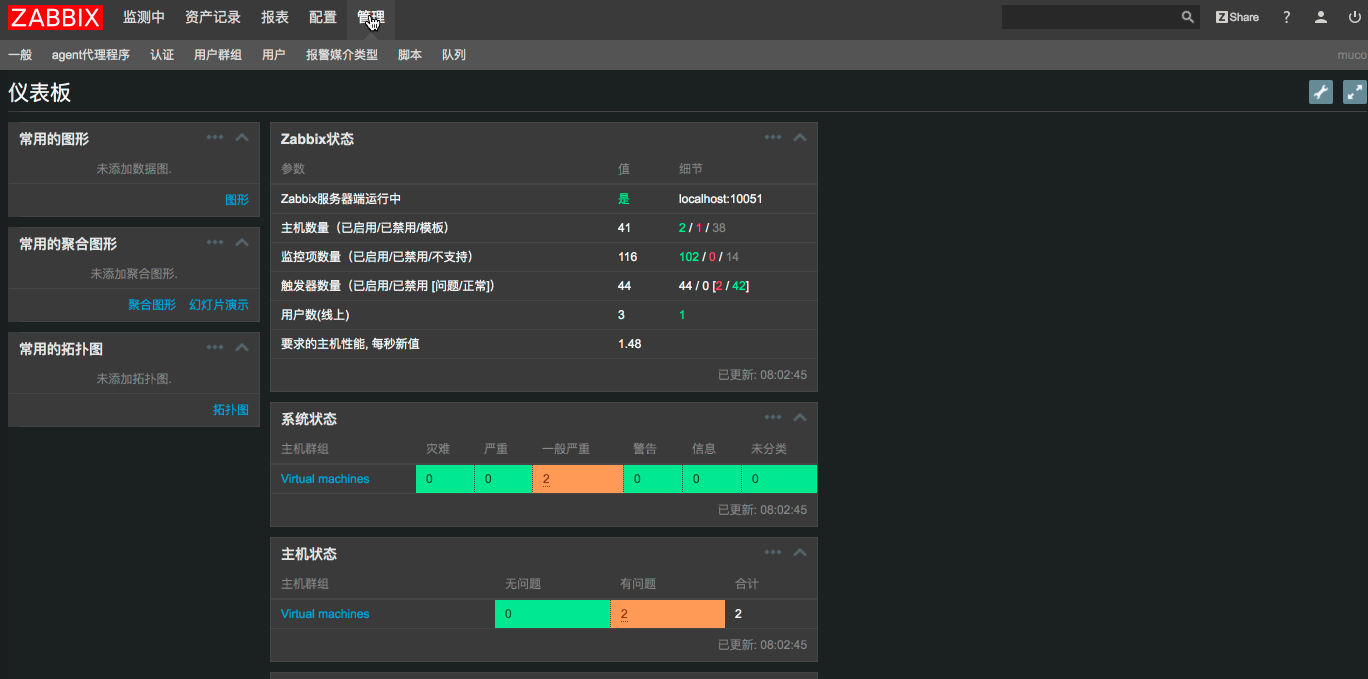 ZABBIX 监测中 资产记录 报表 配置 管理 Share ?
一般 agent代理程序 认证 用户群组 用户 报警媒介类型 脚本 队列 muco
仪表板
常用的图形
未添加数据图.
图形
常用的聚合图形
未添加聚合图形.
聚合图形 幻灯片演示
常用的拓扑图
未添加拓扑图.
拓扑图
Zabbix状态
参数 值 细节
Zabbix服务器端运行中 是 localhost:10051
主机数量（已启用/已禁用/模板） 41 2 / 1 / 38
监控项数量（已启用/已禁用/不支持） 116 102 / 0 / 14
触发器数量（已启用/已禁用 [问题/正常]） 44 44 / 0 [2 / 42]
用户数(线上) 3 1
要求的主机性能, 每秒新值 1.48
已更新: 08:02:45
系统状态
主机群组 灾难 严重 一般严重 警告 信息 未分类
Virtual machines 0 0 2 0 0 0
已更新: 08:02:45
主机状态
主机群组 无问题 有问题 合计
Virtual machines 0 2 2
已更新: 08:02:45